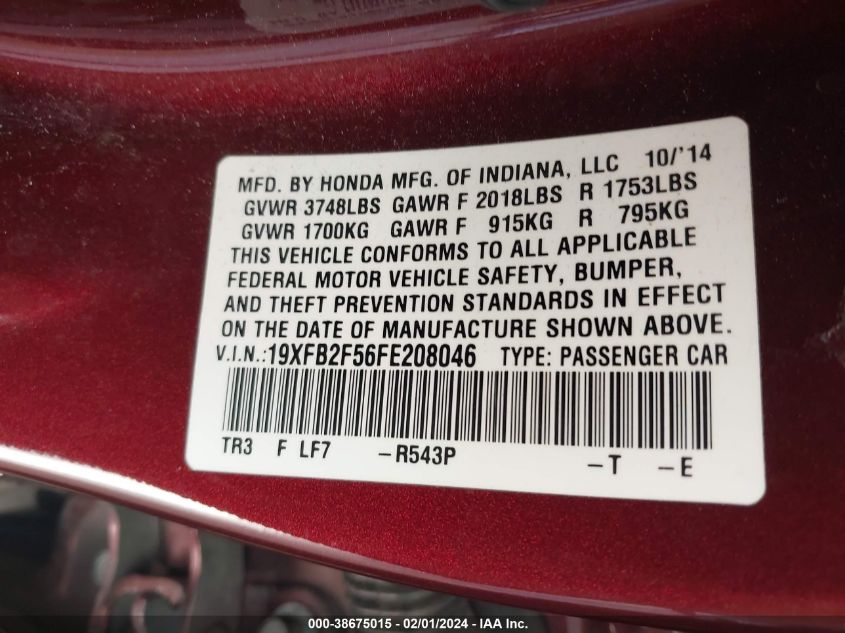 MFD. BY HONDA MFG. OF INDIANA, LLC 10/'14
GVWR 3748LBS GAWR F 2018LBS R 1753LBS
GVWR 1700KG GAWR F 915KG R 795KG
THIS VEHICLE CONFORMS TO ALL APPLICABLE
FEDERAL MOTOR VEHICLE SAFETY, BUMPER,
AND THEFT PREVENTION STANDARDS IN EFFECT
ON THE DATE OF MANUFACTURE SHOWN ABOVE.
V.I.N.:19XFB2F56FE208046 TYPE: PASSENGER CAR
TR3 F LF7 -R543P -T -E
000-38675015 - 02/01/2024 - IAA Inc.